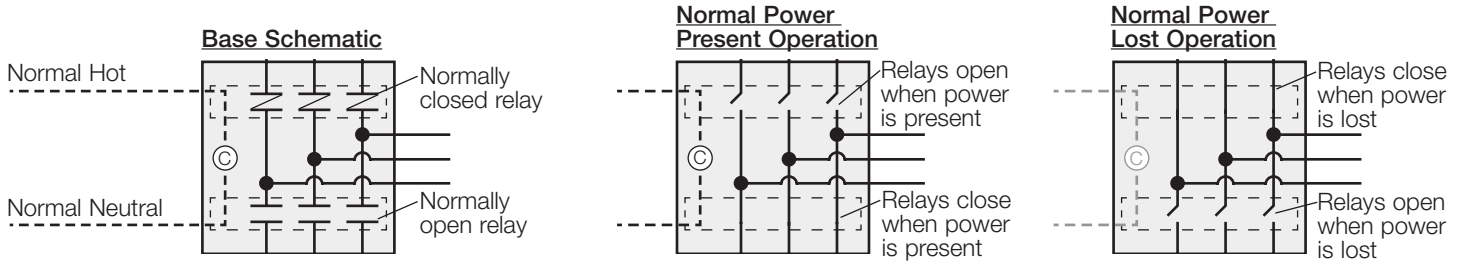 Base Schematic
Normal Hot
Normally
closed relay
C
Normal Neutral
Normally
open relay
Normal Power
Present Operation
Relays open
when power
is present
C
Relays close
when power
is present
Normal Power
Lost Operation
Relays close
when power
is lost
C
Relays open
when power
is lost